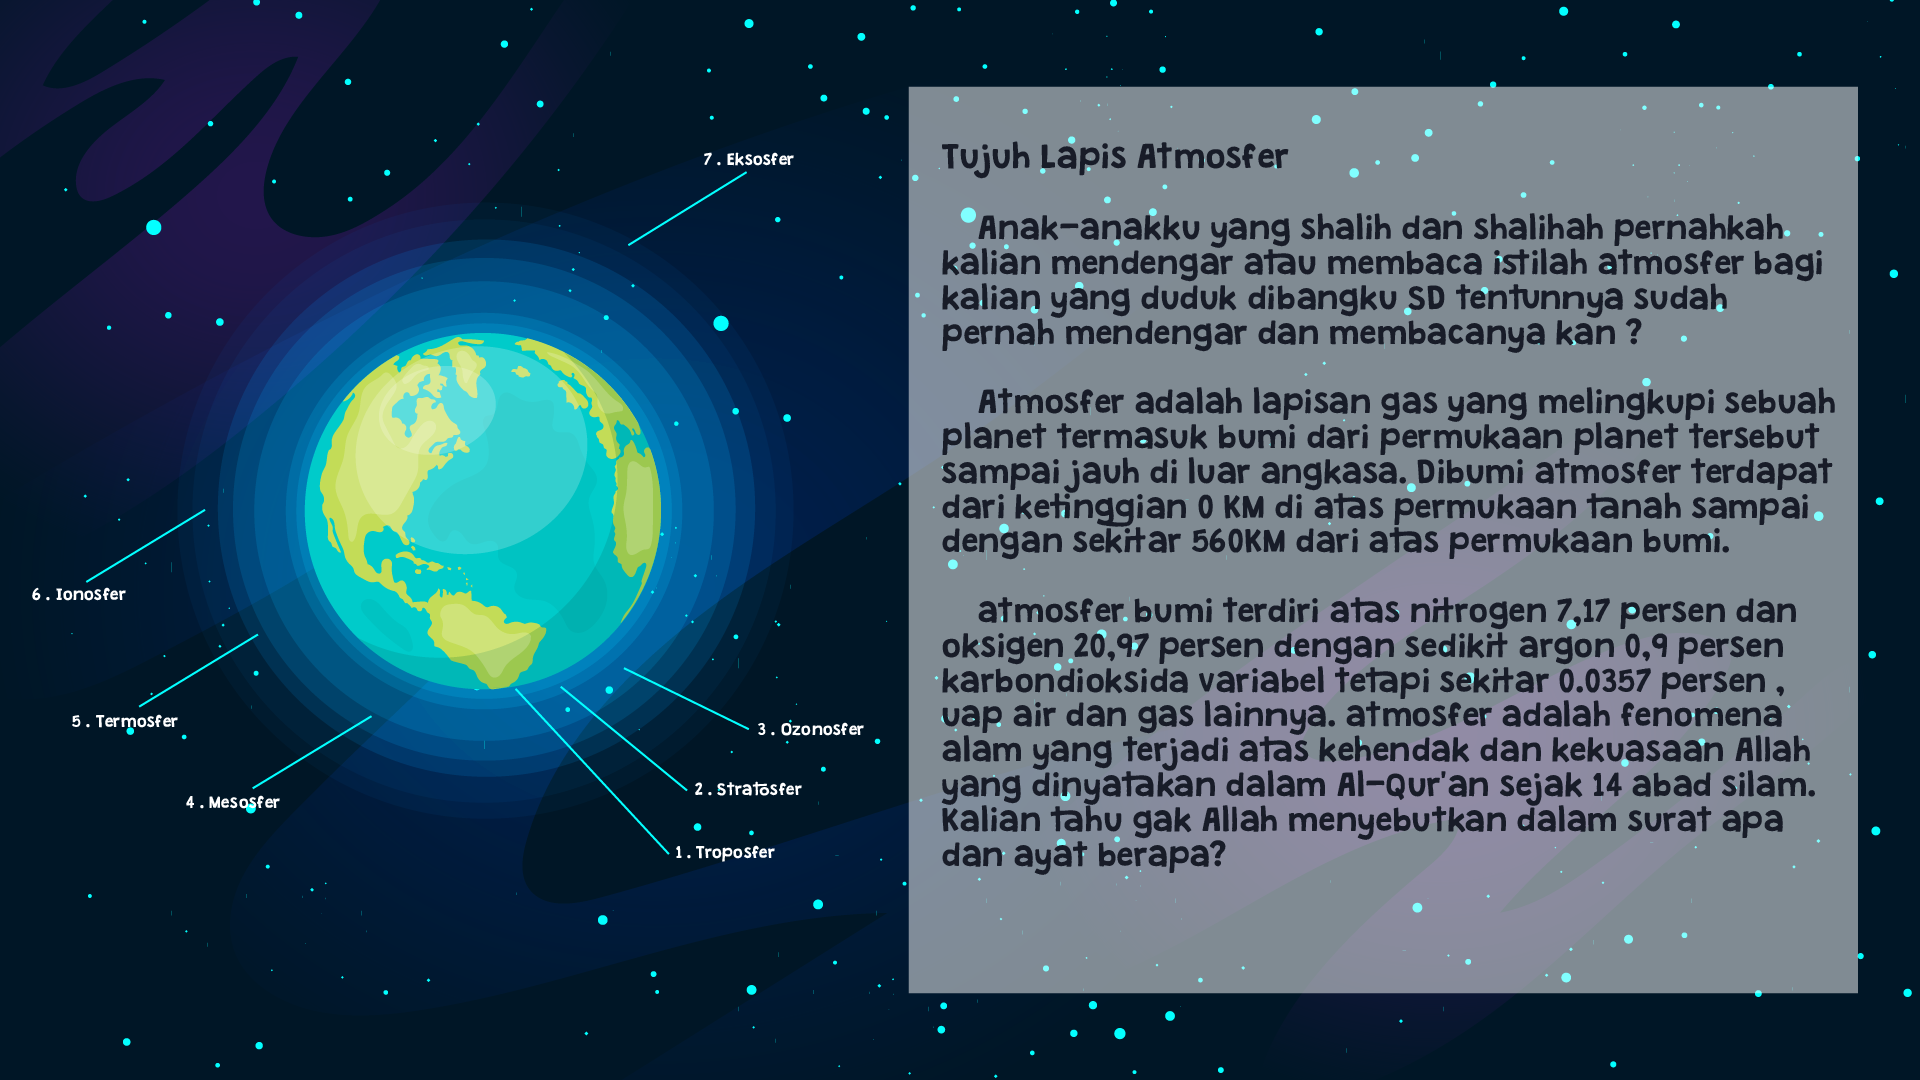 7. Eksosfer
6. Ionosfer
5. Termosfer
4. Mesosfer
3. Ozonosfer
2. Stratosfer
1. Troposfer
Tujuh Lapis Atmosfer
Anak-anakku yang shalih dan shalihah pernahkah
kalian mendengar atau membaca istilah atmosfer bagi
kalian yang duduk dibangku SD tentunnya sudah
pernah mendengar dan membacanya kan ?
Atmosfer adalah lapisan gas yang melingkupi sebuah
planet termasuk bumi dari permukaan planet tersebut
sampai jauh di luar angkasa. Dibumi atmosfer terdapat
dari ketinggian 0 KM di atas permukaan tanah sampai
dengan sekitar 560KM dari atas permukaan bumi.
atmosfer bumi terdiri atas nitrogen 7,17 persen dan
oksigen 20,97 persen dengan sedikit argon 0,9 persen
karbondioksida variabel tetapi sekitar 0.0357 persen ,
uap air dan gas lainnya. atmosfer adalah fenomena
alam yang terjadi atas kehendak dan kekuasaan Allah
yang dinyatakan dalam Al-Qur'an sejak 14 abad silam.
Kalian tahu gak Allah menyebutkan dalam surat apa
dan ayat berapa?